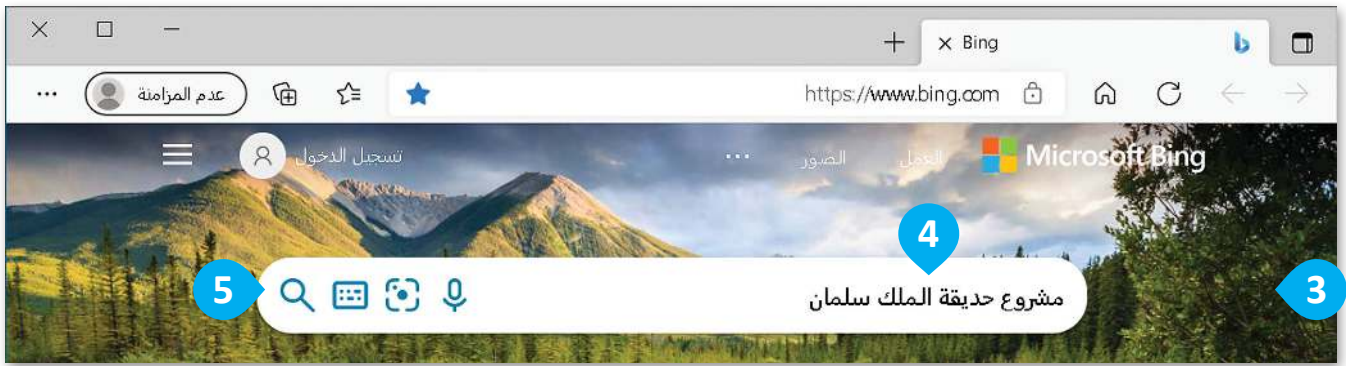 Bing
عدم المزامنة
https://www.bing.com
Microsoft Bing
العمل
الصور
...
تسجيل الدخول
4
3
مشروع حديقة الملك سلمان
5